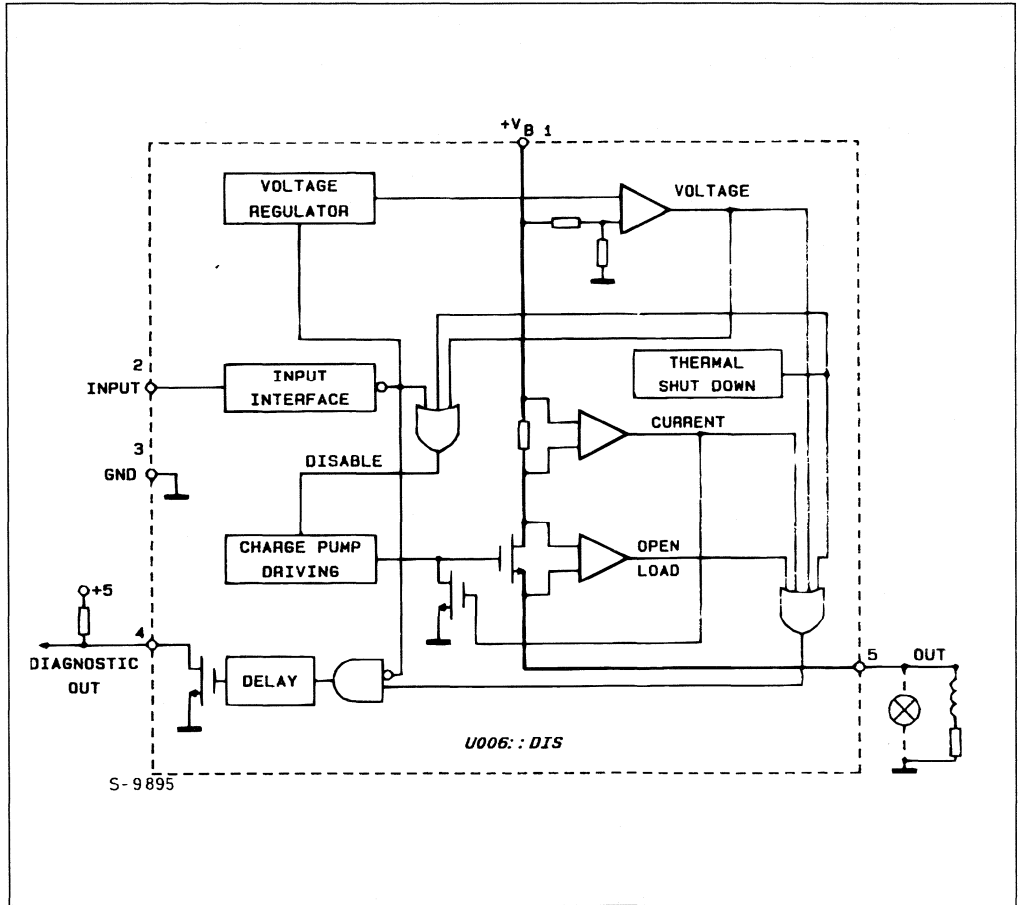 +VB 1
VOLTAGE
REGULATOR
VOLTAGE
2
INPUT
INPUT
INTERFACE
THERMAL
SHUT DOWN
3
GND
DISABLE
CURRENT
CHARGE PUMP
DRIVING
OPEN
LOAD
+5
4
DIAGNOSTIC
OUT
DELAY
5
OUT
U006::DIS
S-9895